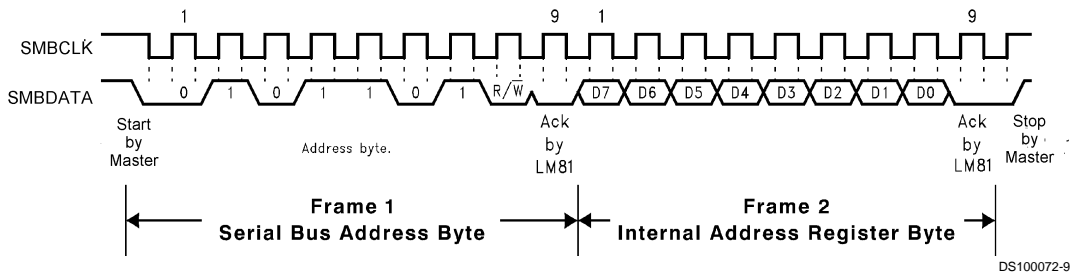 1 9 1 9
SMBCLK
SMBDATA 0 1 0 1 1 0 1 R/W D7 D6 D5 D4 D3 D2 D1 D0
Start
by
Master
Address byte.
Ack
by
LM81
Ack
by
LM81
Stop
by
Master
Frame 1
Serial Bus Address Byte
Frame 2
Internal Address Register Byte
DS100072-9